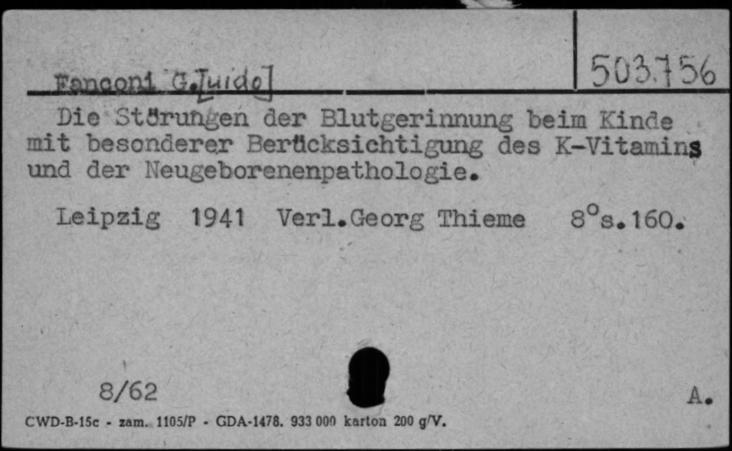 503.756
Fanconi G.[uido]
Die Störungen der Blutgerinnung beim Kinde
mit besonderer Berücksichtigung des K-Vitamins
und der Neugeborenenpathologie.
Leipzig 1941 Verl.Georg Thieme 8°s.160.
8/62
A.
CWD-B-15c - zam. 1105/P - GDA-1478. 933 000 karton 200 g/V.